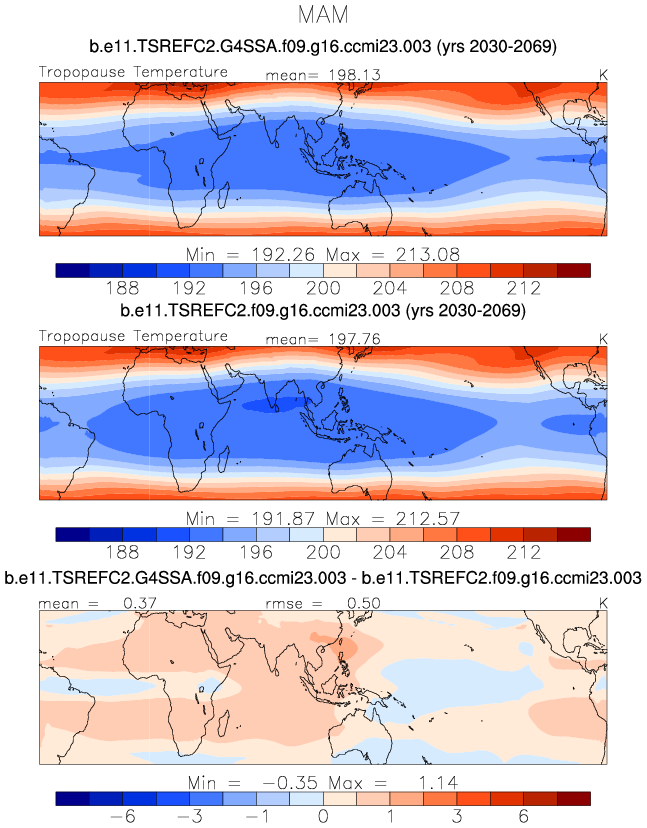 MAM
b.e11.TSREFC2.G4SSA.f09.g16.ccmi23.003 (yrs 2030-2069)
Tropopause Temperature mean= 198.13 K
Min = 192.26 Max = 213.08
188 192 196 200 204 208 212
b.e11.TSREFC2.f09.g16.ccmi23.003 (yrs 2030-2069)
Tropopause Temperature mean= 197.76 K
Min = 191.87 Max = 212.57
188 192 196 200 204 208 212
b.e11.TSREFC2.G4SSA.f09.g16.ccmi23.003 - b.e11.TSREFC2.f09.g16.ccmi23.003
mean = 0.37 rmse = 0.50 K
Min = −0.35 Max = 1.14
−6 −3 −1 0 1 3 6